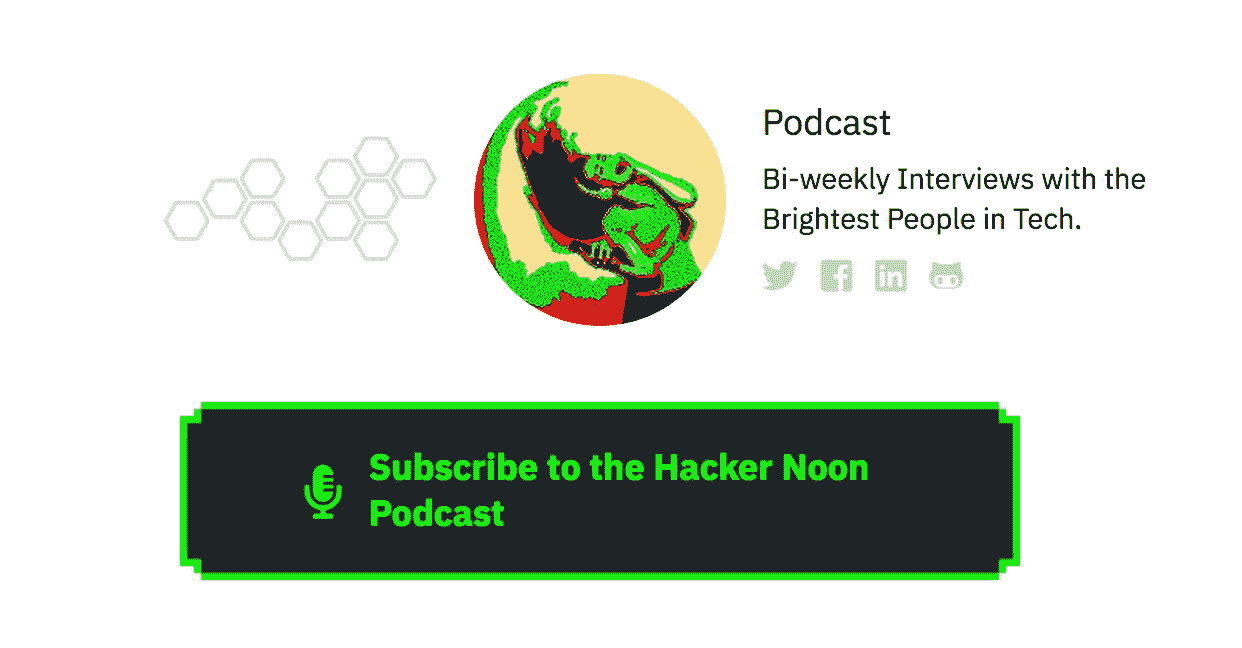 Podcast
Bi-weekly Interviews with the
Brightest People in Tech.
Subscribe to the Hacker Noon
Podcast